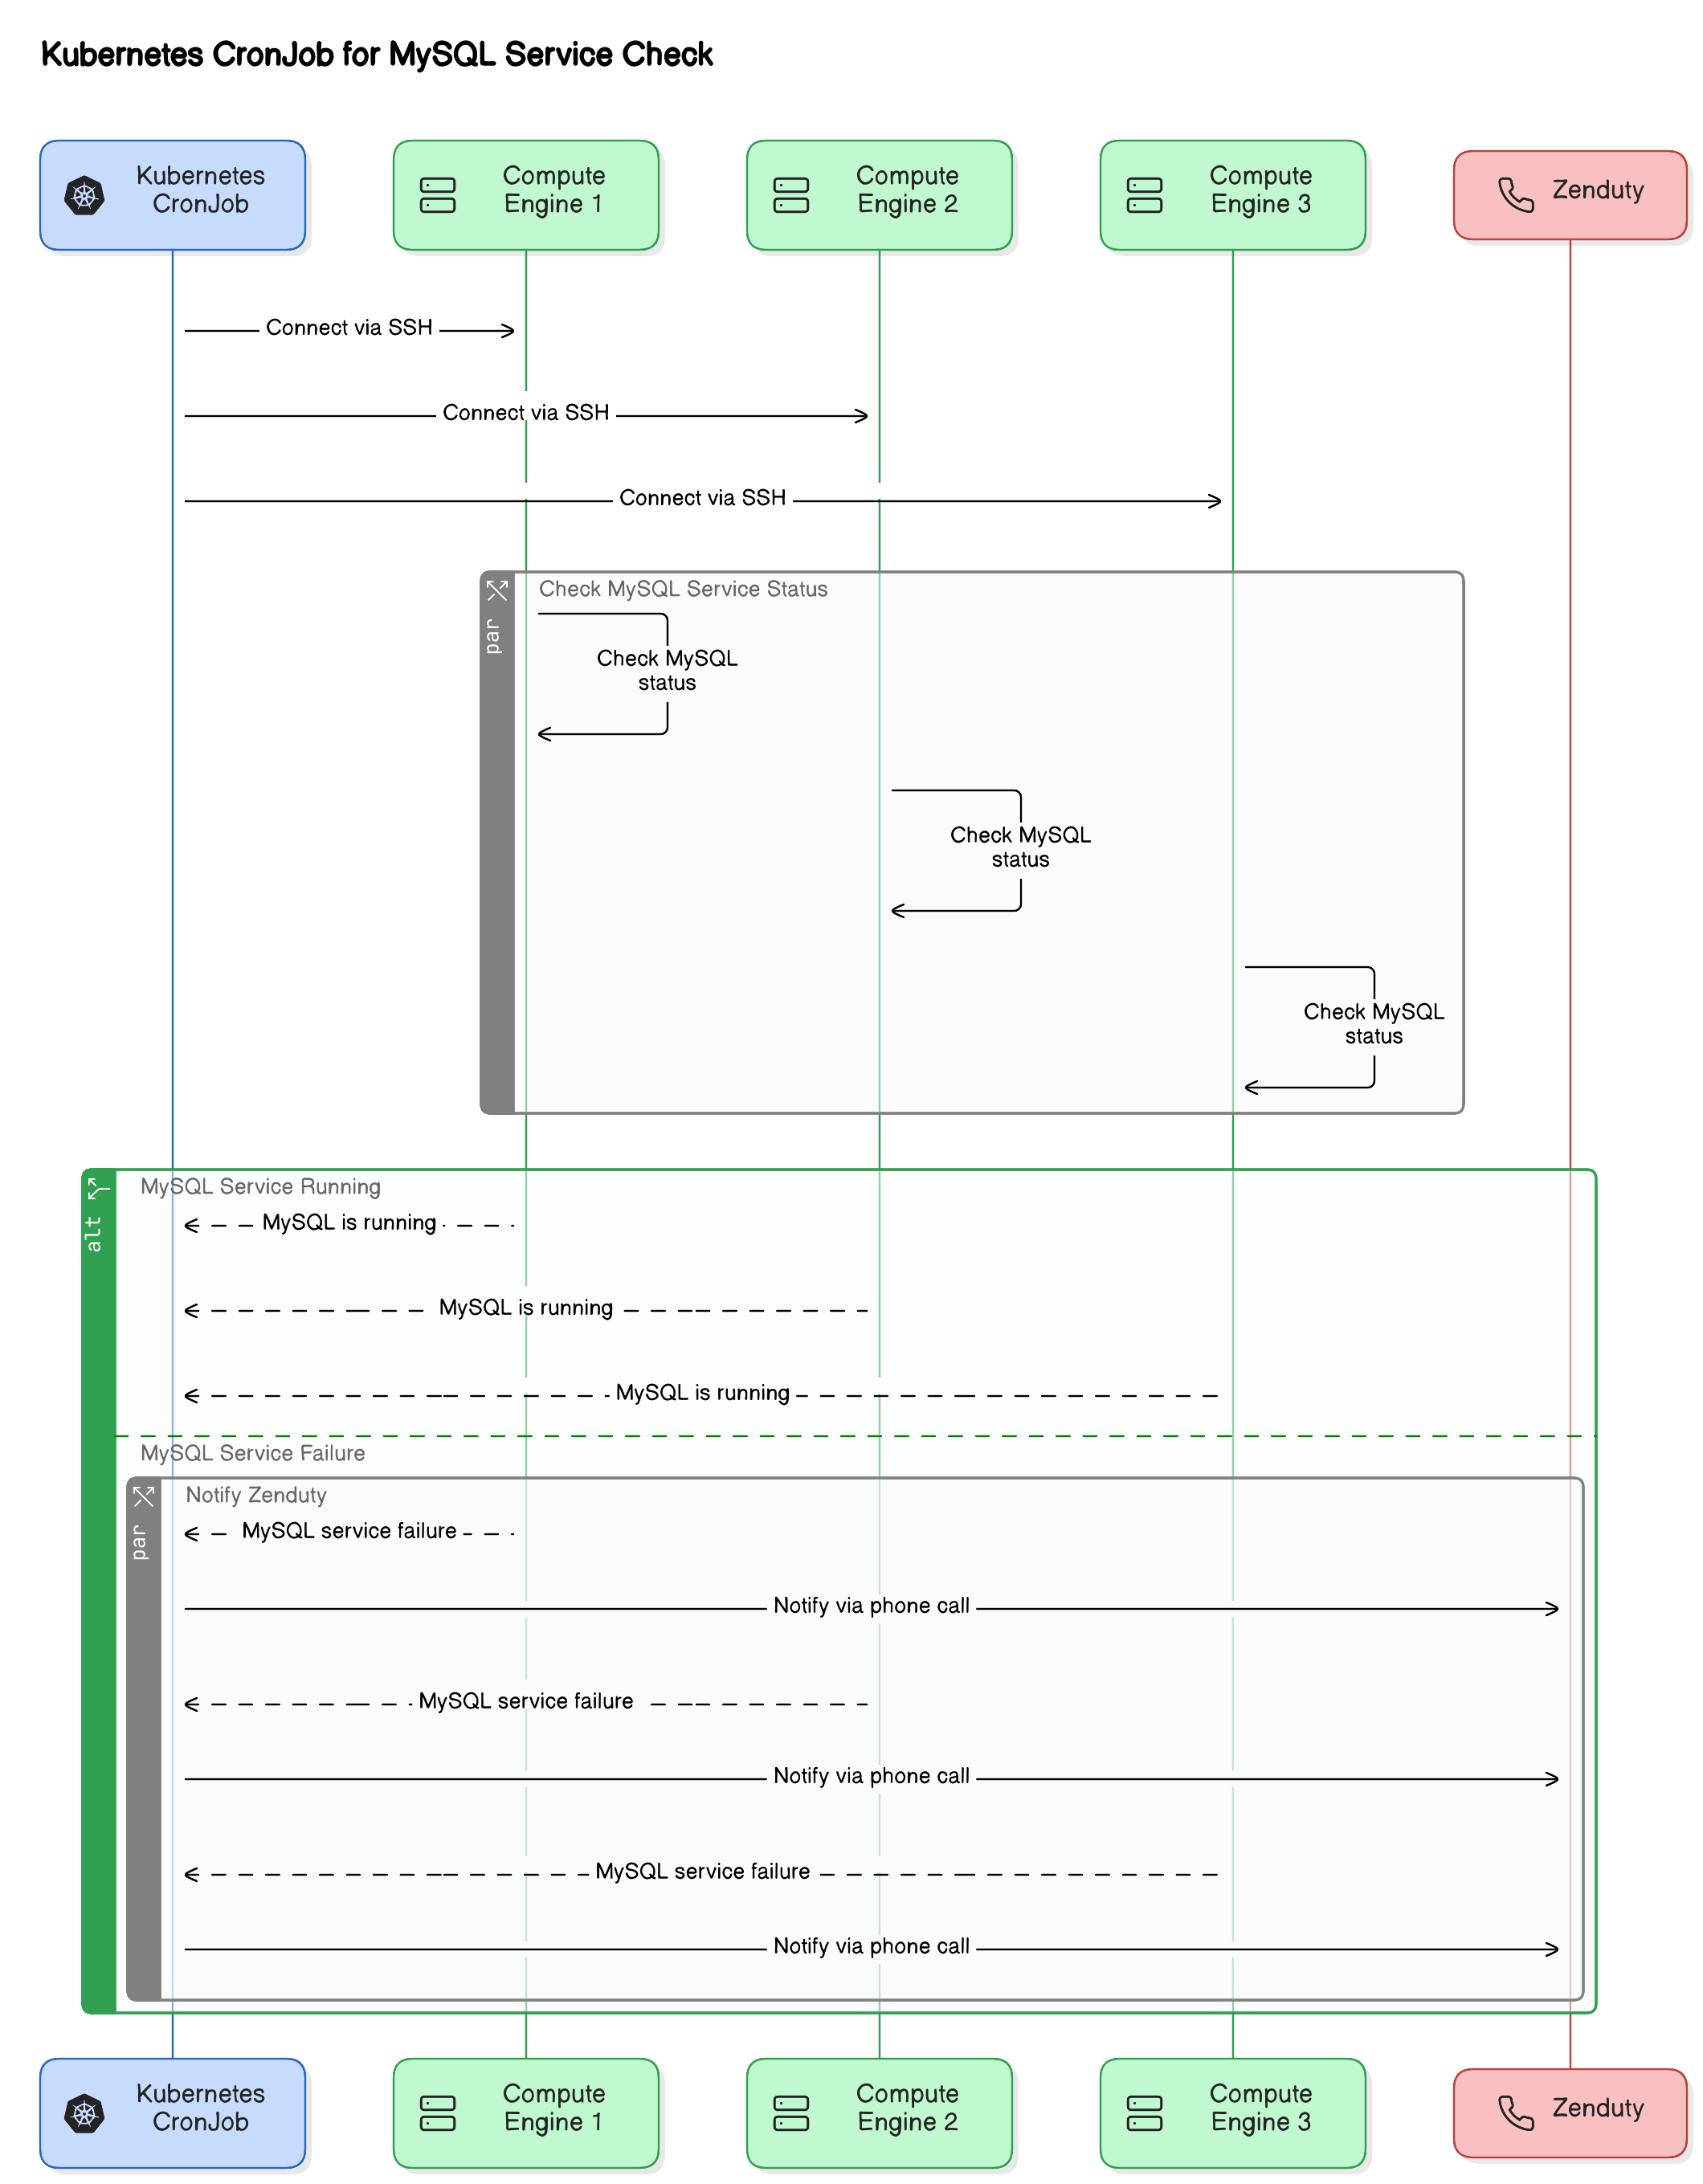 Kubernetes CronJob for MySQL Service Check
Kubernetes
CronJob
Compute
Engine 1
Compute
Engine 2
Compute
Engine 3
Zenduty
Connect via SSH
Connect via SSH
Connect via SSH
par
Check MySQL Service Status
Check MySQL
status
Check MySQL
status
Check MySQL
status
alt
MySQL Service Running
MySQL is running
MySQL is running
MySQL is running
MySQL Service Failure
par
Notify Zenduty
MySQL service failure
Notify via phone call
MySQL service failure
Notify via phone call
MySQL service failure
Notify via phone call
Kubernetes
CronJob
Compute
Engine 1
Compute
Engine 2
Compute
Engine 3
Zenduty